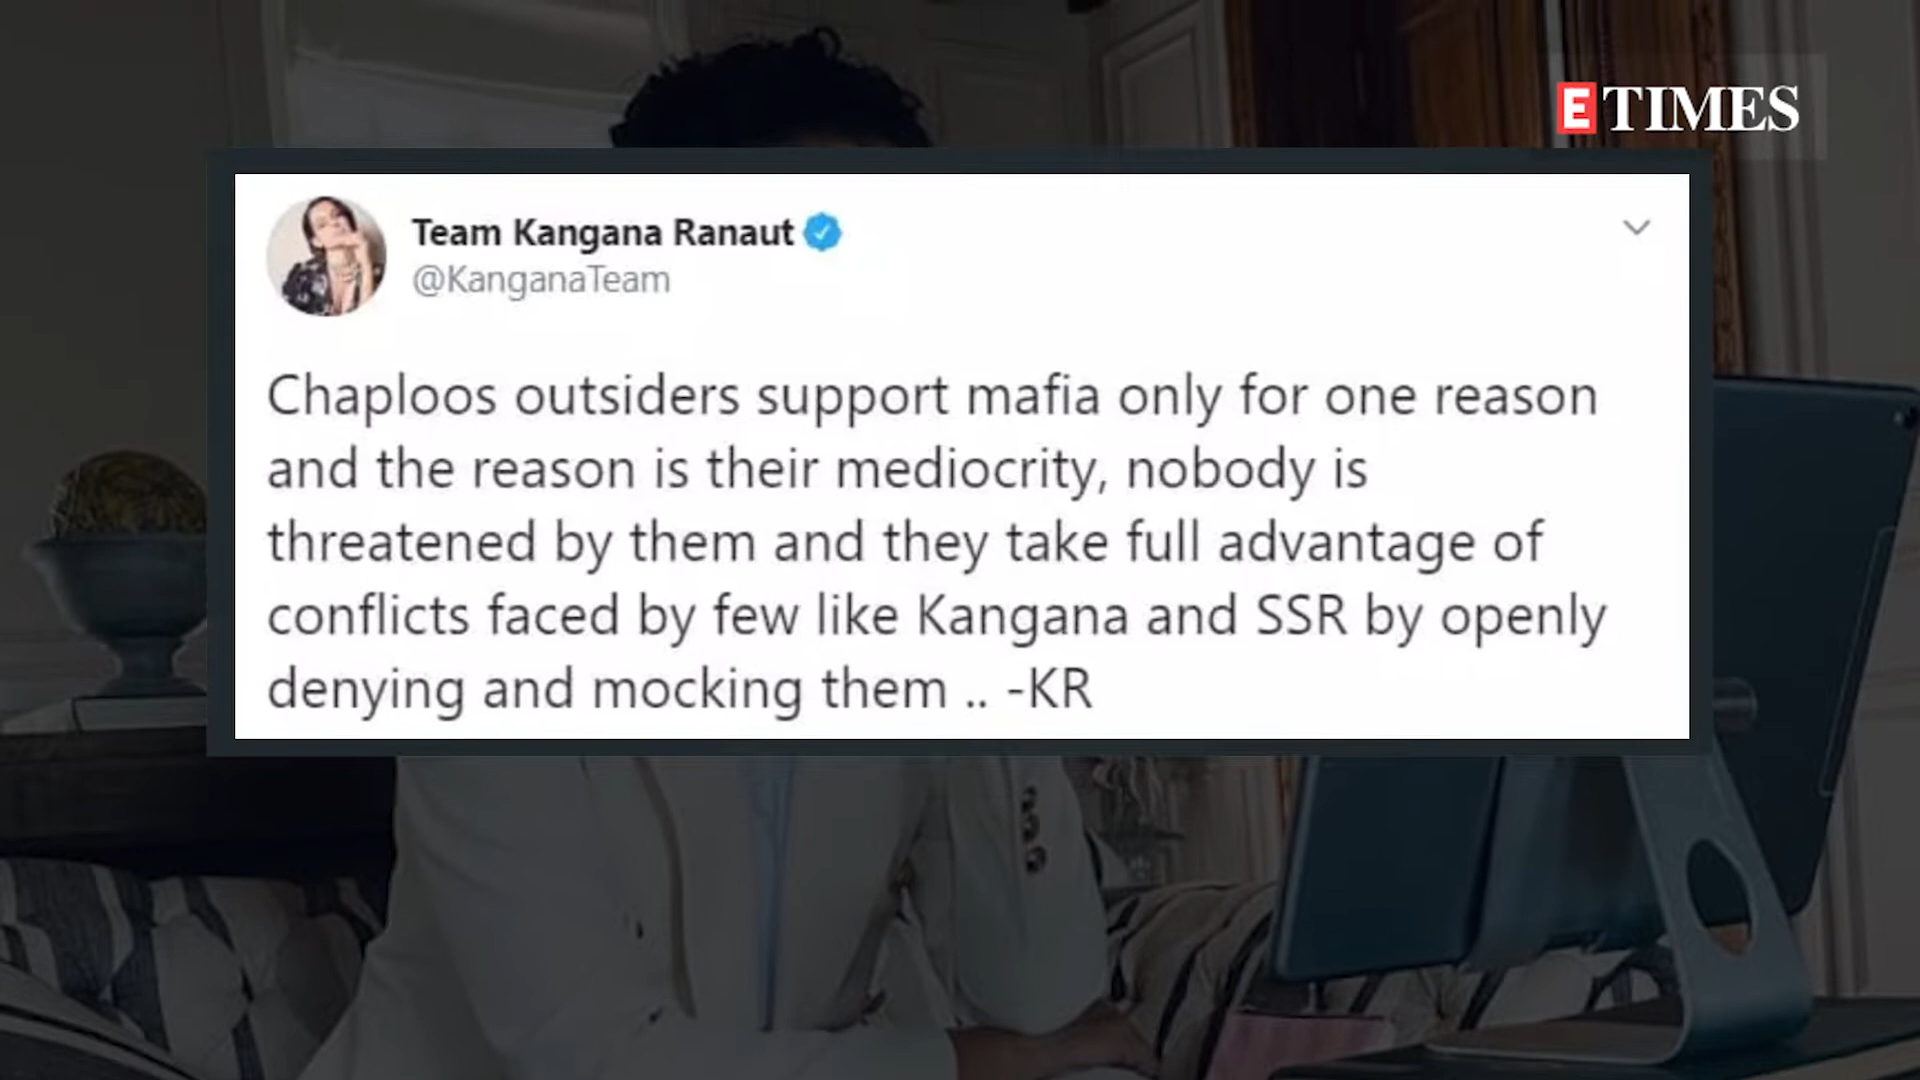 E TIMES
Team Kangana Ranaut
@KanganaTeam
Chaploos outsiders support mafia only for one reason
and the reason is their mediocrity, nobody is
threatened by them and they take full advantage of
conflicts faced by few like Kangana and SSR by openly
denying and mocking them .. -KR